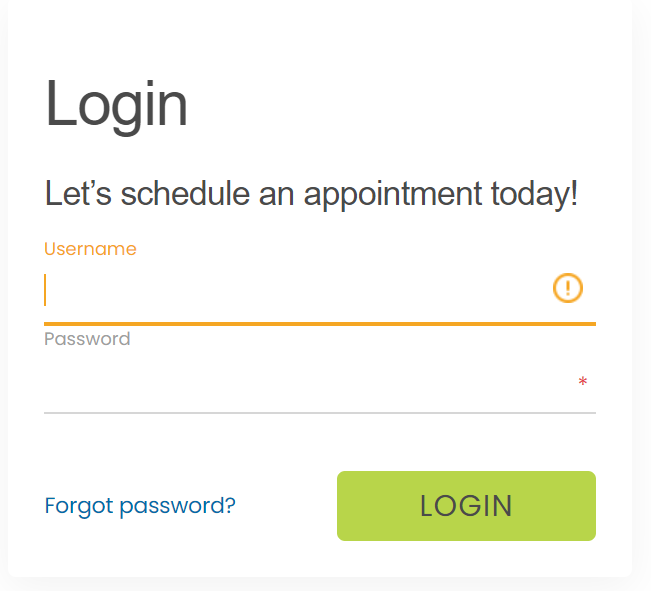 Login
Let’s schedule an appointment today!
Username
!
Password
*
Forgot password?
LOGIN